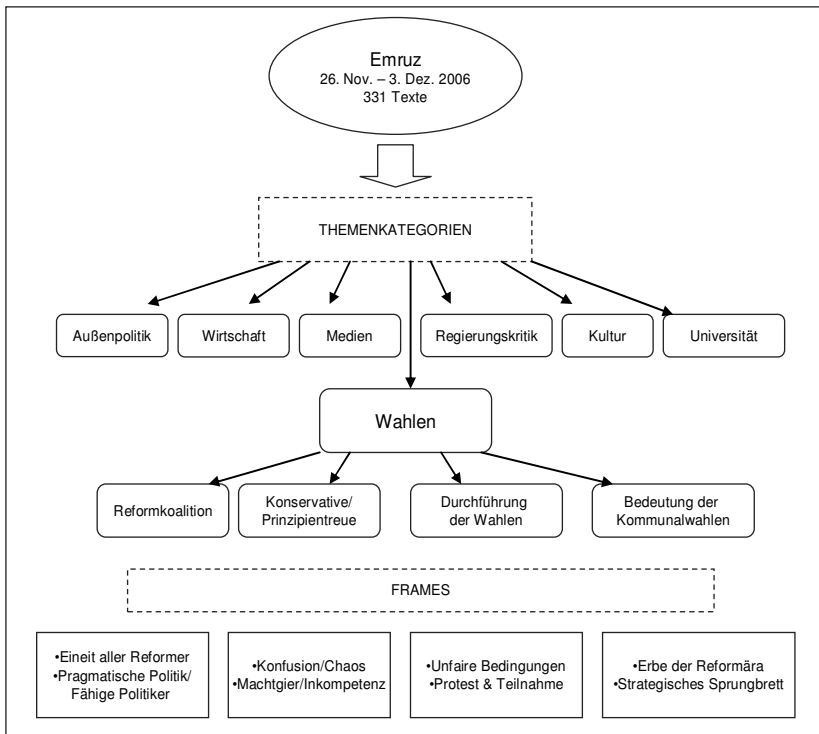 Emruz
26. Nov. – 3. Dez. 2006
331 Texte
THEMENKATEGORIEN
Außenpolitik
Wirtschaft
Medien
Regierungskritik
Kultur
Universität
Wahlen
Reformkoalition
Konservative/
Prinzipientreue
Durchführung
der Wahlen
Bedeutung der
Kommunalwahlen
FRAMES
•Eineit aller Reformer
•Pragmatische Politik/
Fähige Politiker
•Konfusion/Chaos
•Machtgier/Inkompetenz
•Unfaire Bedingungen
•Protest & Teilnahme
•Erbe der Reformära
•Strategisches Sprungbrett